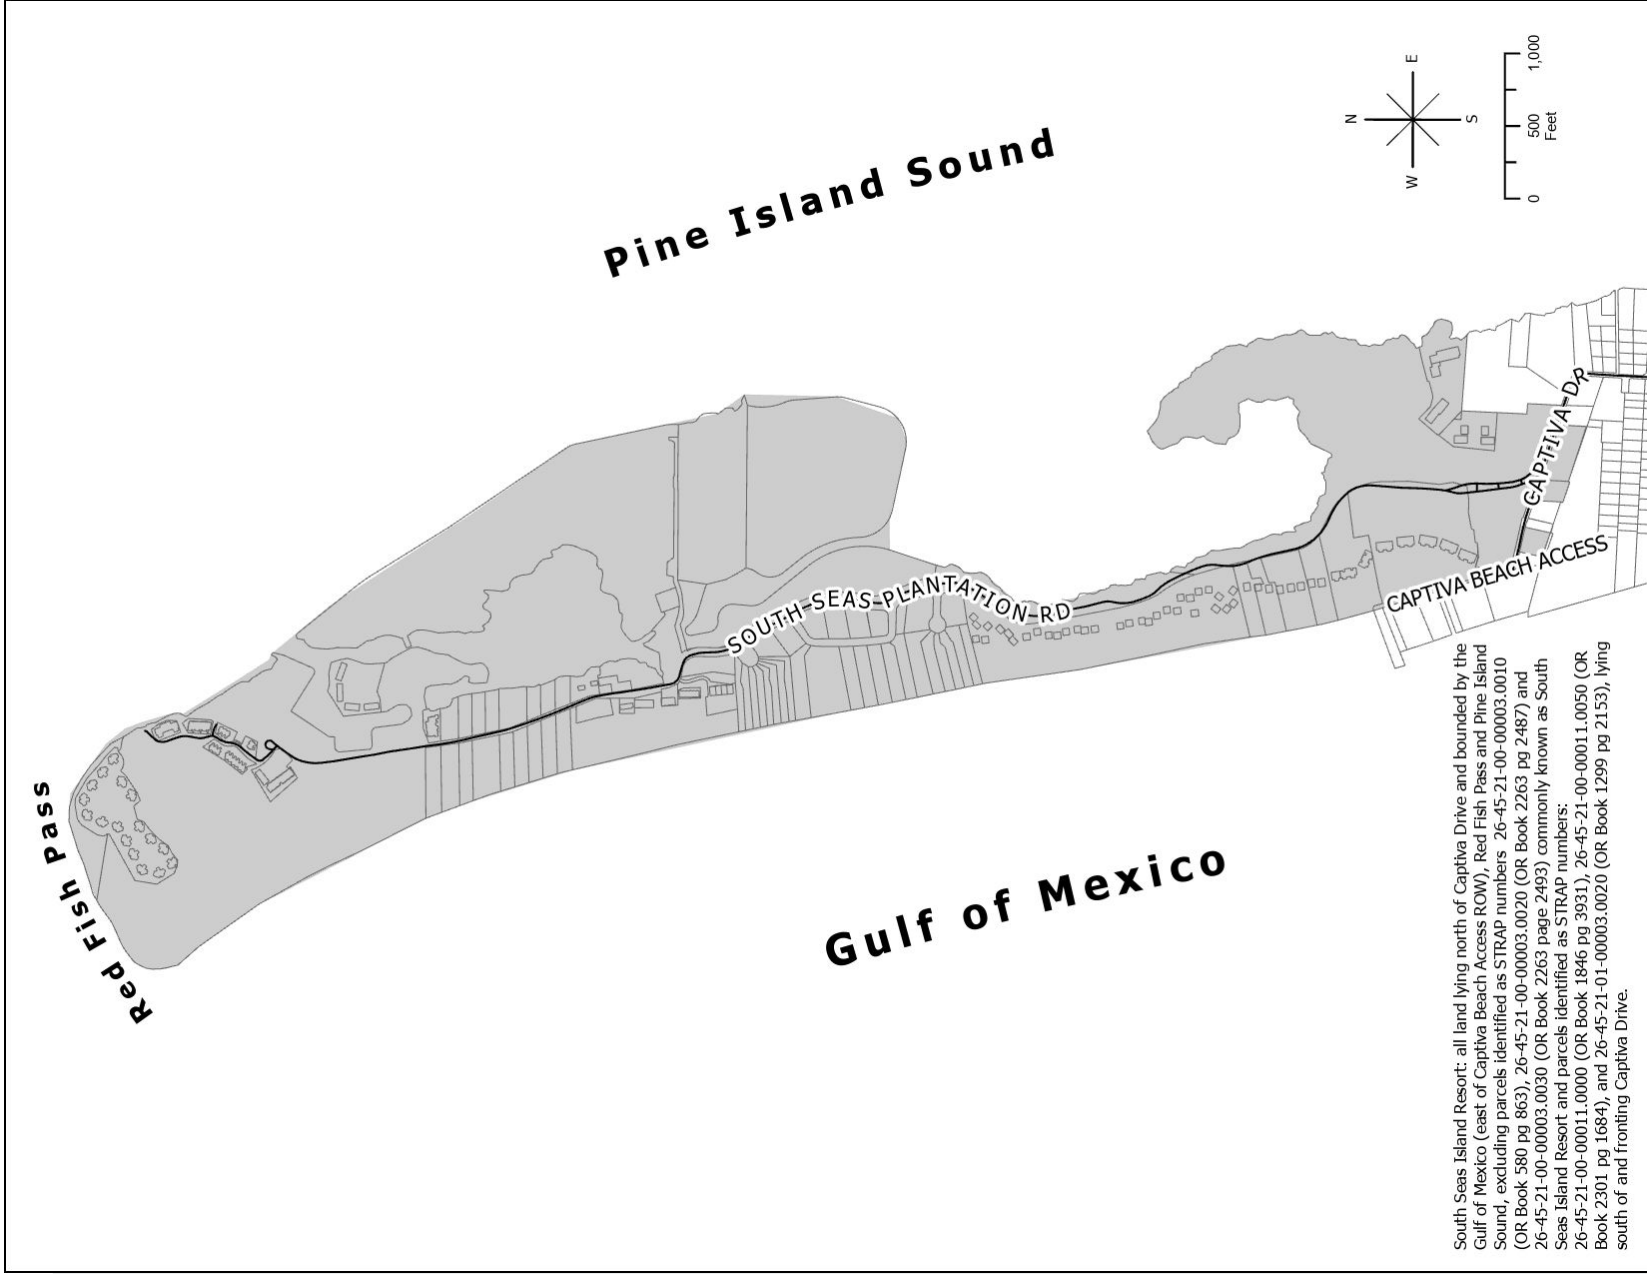 Pine Island Sound
N
E
S
W
0
500
1,000
Feet
CAPTIVA DR
SOUTH SEAS PLANTATION RD
CAPTIVA BEACH ACCESS
Red Fish Pass
Gulf of Mexico
South Seas Island Resort: all land lying north of Captiva Drive and bounded by the
Gulf of Mexico (east of Captiva Beach Access ROW), Red Fish Pass and Pine Island
Sound, excluding parcels identified as STRAP numbers 26-45-21-00-00003.0010
(OR Book 580 pg 863), 26-45-21-00-00003.0020 (OR Book 2263 pg 2487) and
26-45-21-00-00003.0030 (OR Book 2263 page 2493) commonly known as South
Seas Island Resort and parcels identified as STRAP numbers:
26-45-21-00-00011.0000 (OR Book 1846 pg 3931), 26-45-21-00-00011.0050 (OR
Book 2301 pg 1684), and 26-45-21-01-00003.0020 (OR Book 1299 pg 2153), lying
south of and fronting Captiva Drive.